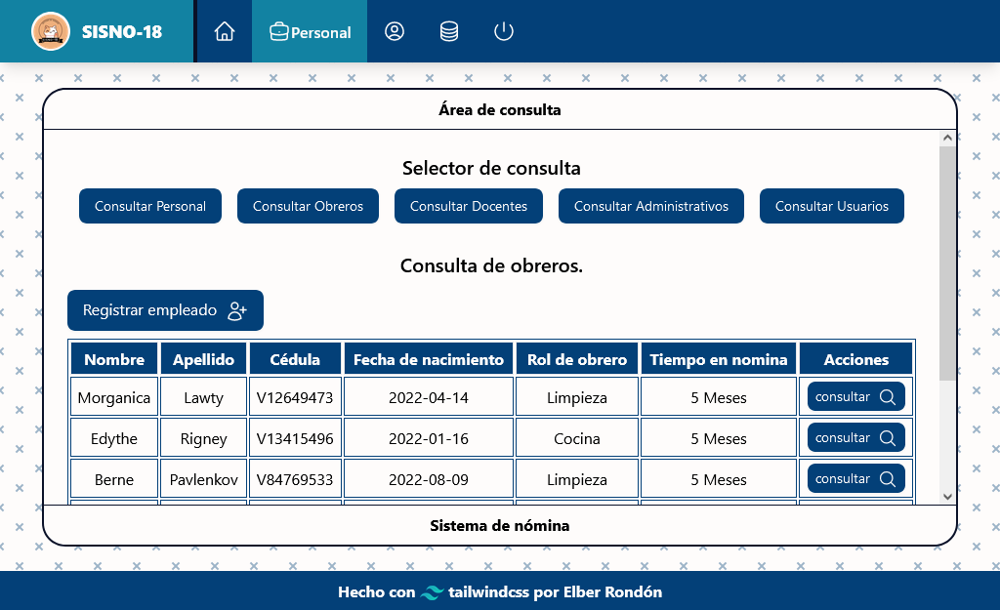 SISNO-18
Personal
Área de consulta
Selector de consulta
Consultar Personal Consultar Obreros Consultar Docentes Consultar Administrativos Consultar Usuarios
Consulta de obreros.
Registrar empleado
Nombre Apellido Cédula Fecha de nacimiento Rol de obrero Tiempo en nomina Acciones
Morganica Lawty V12649473 2022-04-14 Limpieza 5 Meses consultar
Edythe Rigney V13415496 2022-01-16 Cocina 5 Meses consultar
Berne Pavlenkov V84769533 2022-08-09 Limpieza 5 Meses consultar
Sistema de nómina
Hecho con tailwindcss por Elber Rondón